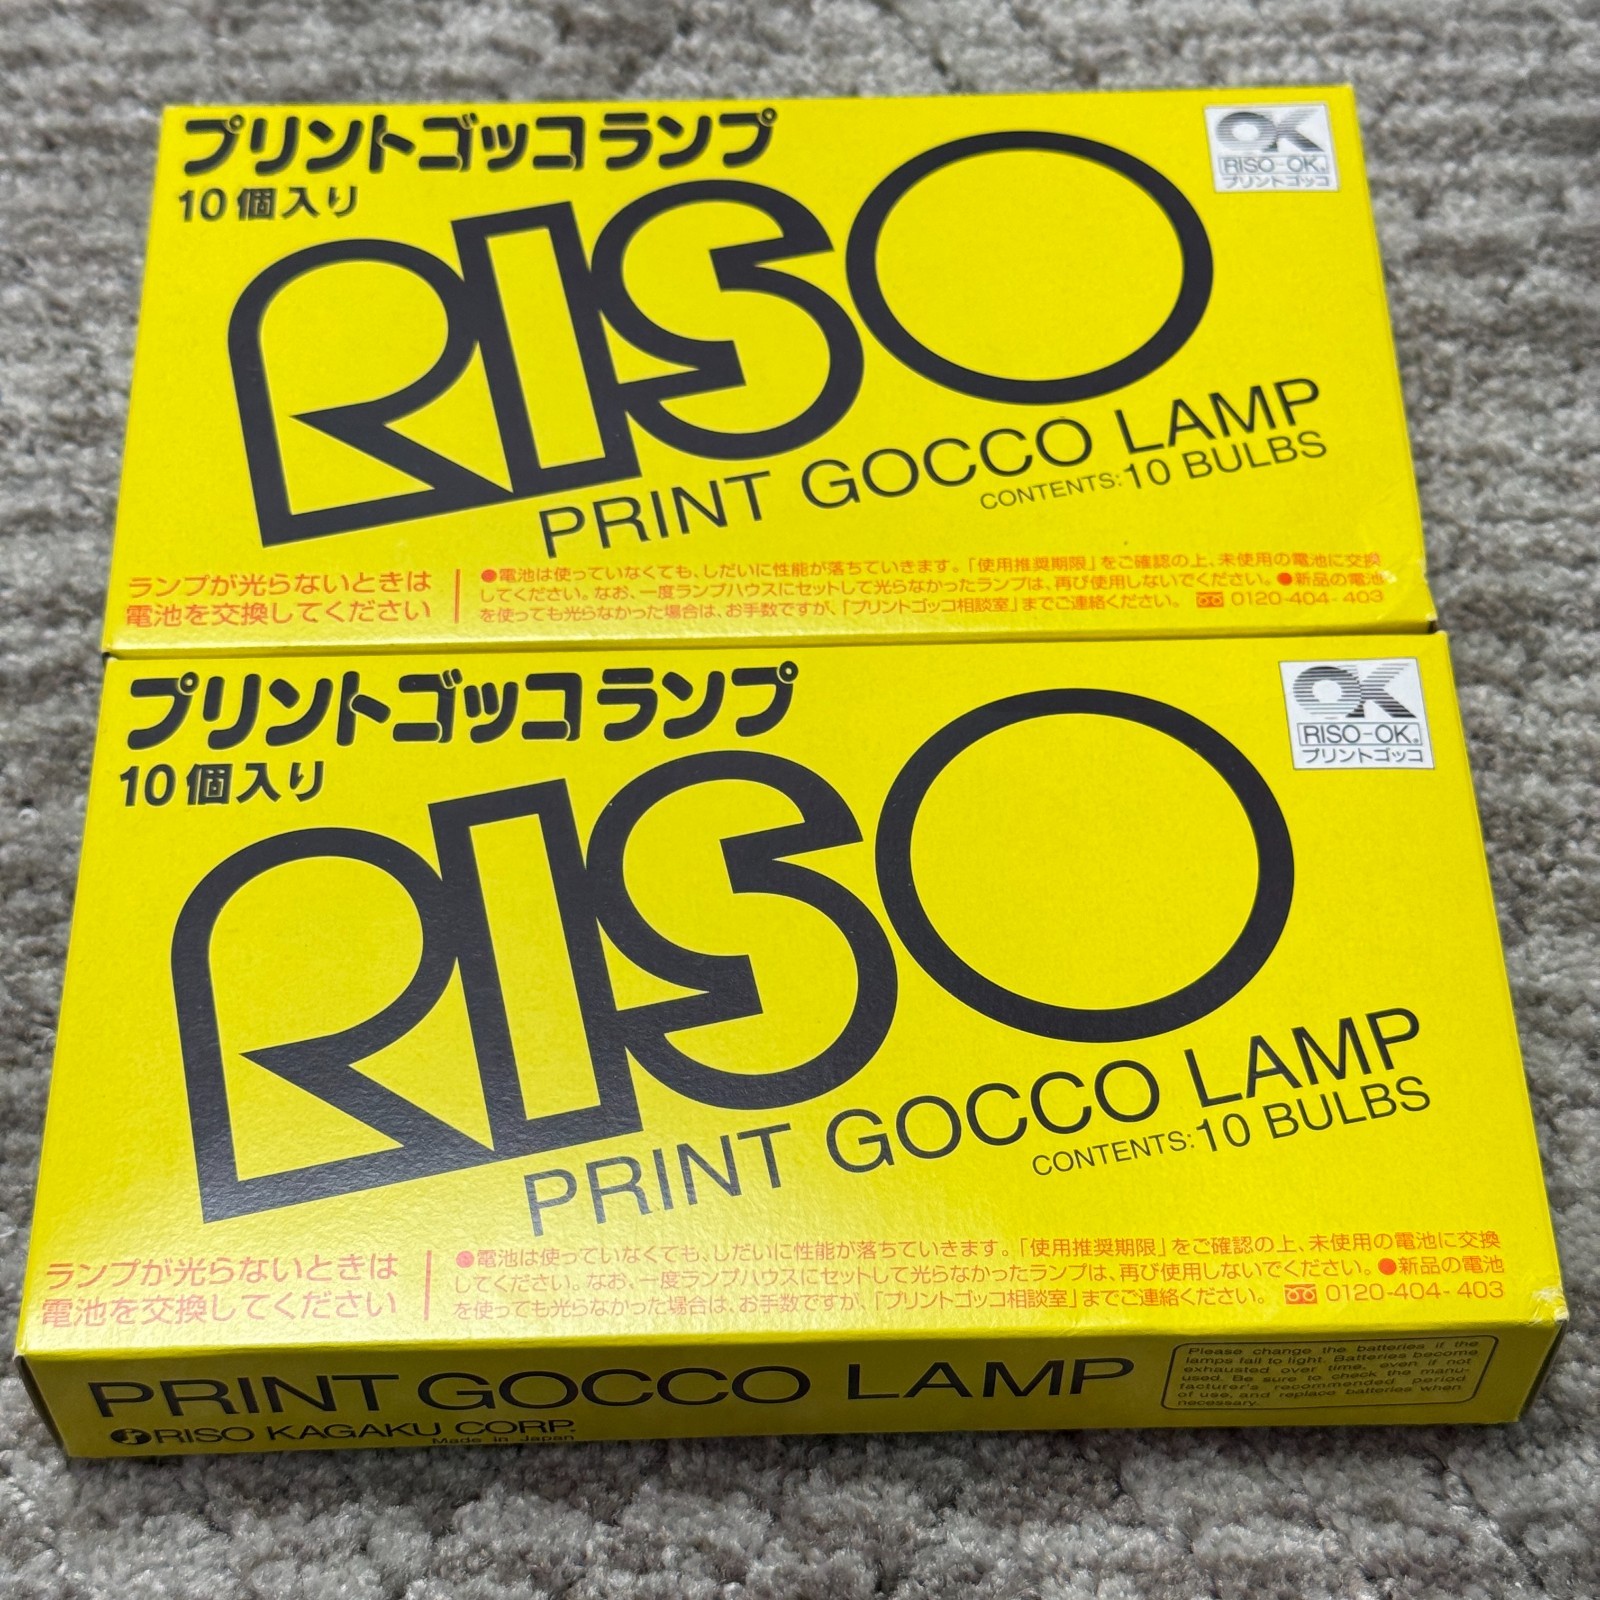 プリントゴッコランプ
10個入り
OK
RISO-OK
プリントゴッコ
RISO
PRINT GOCCO LAMP
CONTENTS: 10 BULBS
ランプが光らないときは
電池を交換してください
●電池は使っていなくても、しだいに性能が落ちていきます。「使用推奨期限」をご確認の上、未使用の電池に交換
してください。なお、一度ランプハウスにセットして光らなかったランプは、再び使用しないでください。●新品の電池
を使っても光らなかった場合は、お手数ですが、「プリントゴッコ相談室」までご連絡ください。 0120-404-403
プリントゴッコランプ
10個入り
OK
RISO-OK
プリントゴッコ
RISO
PRINT GOCCO LAMP
CONTENTS: 10 BULBS
ランプが光らないときは
電池を交換してください
●電池は使っていなくても、しだいに性能が落ちていきます。「使用推奨期限」をご確認の上、未使用の電池に交換
してください。なお、一度ランプハウスにセットして光らなかったランプは、再び使用しないでください。●新品の電池
を使っても光らなかった場合は、お手数ですが、「プリントゴッコ相談室」までご連絡ください。 0120-404-403
PRINT GOCCO LAMP
RISO KAGAKU CORP.
Made in Japan
Please change the batteries if the
lamps fail to light. Batteries become
exhausted over time, even if not
used. Be sure to check the manu-
facturer's recommended period
of use, and replace batteries when
necessary.